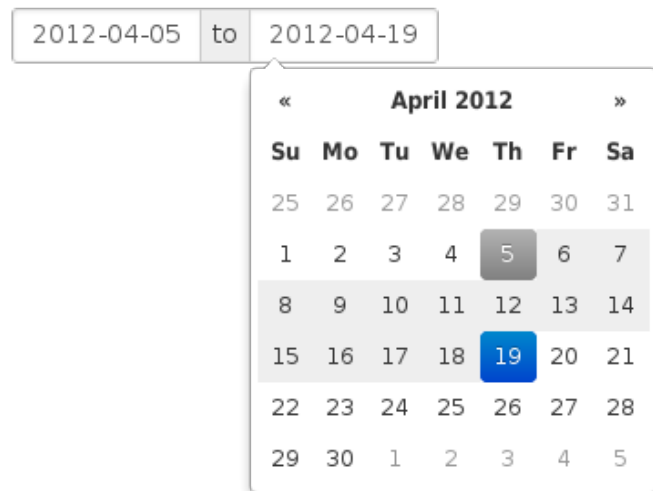 2012-04-05 to 2012-04-19
« April 2012 »
Su Mo Tu We Th Fr Sa
25 26 27 28 29 30 31
1 2 3 4 5 6 7
8 9 10 11 12 13 14
15 16 17 18 19 20 21
22 23 24 25 26 27 28
29 30 1 2 3 4 5